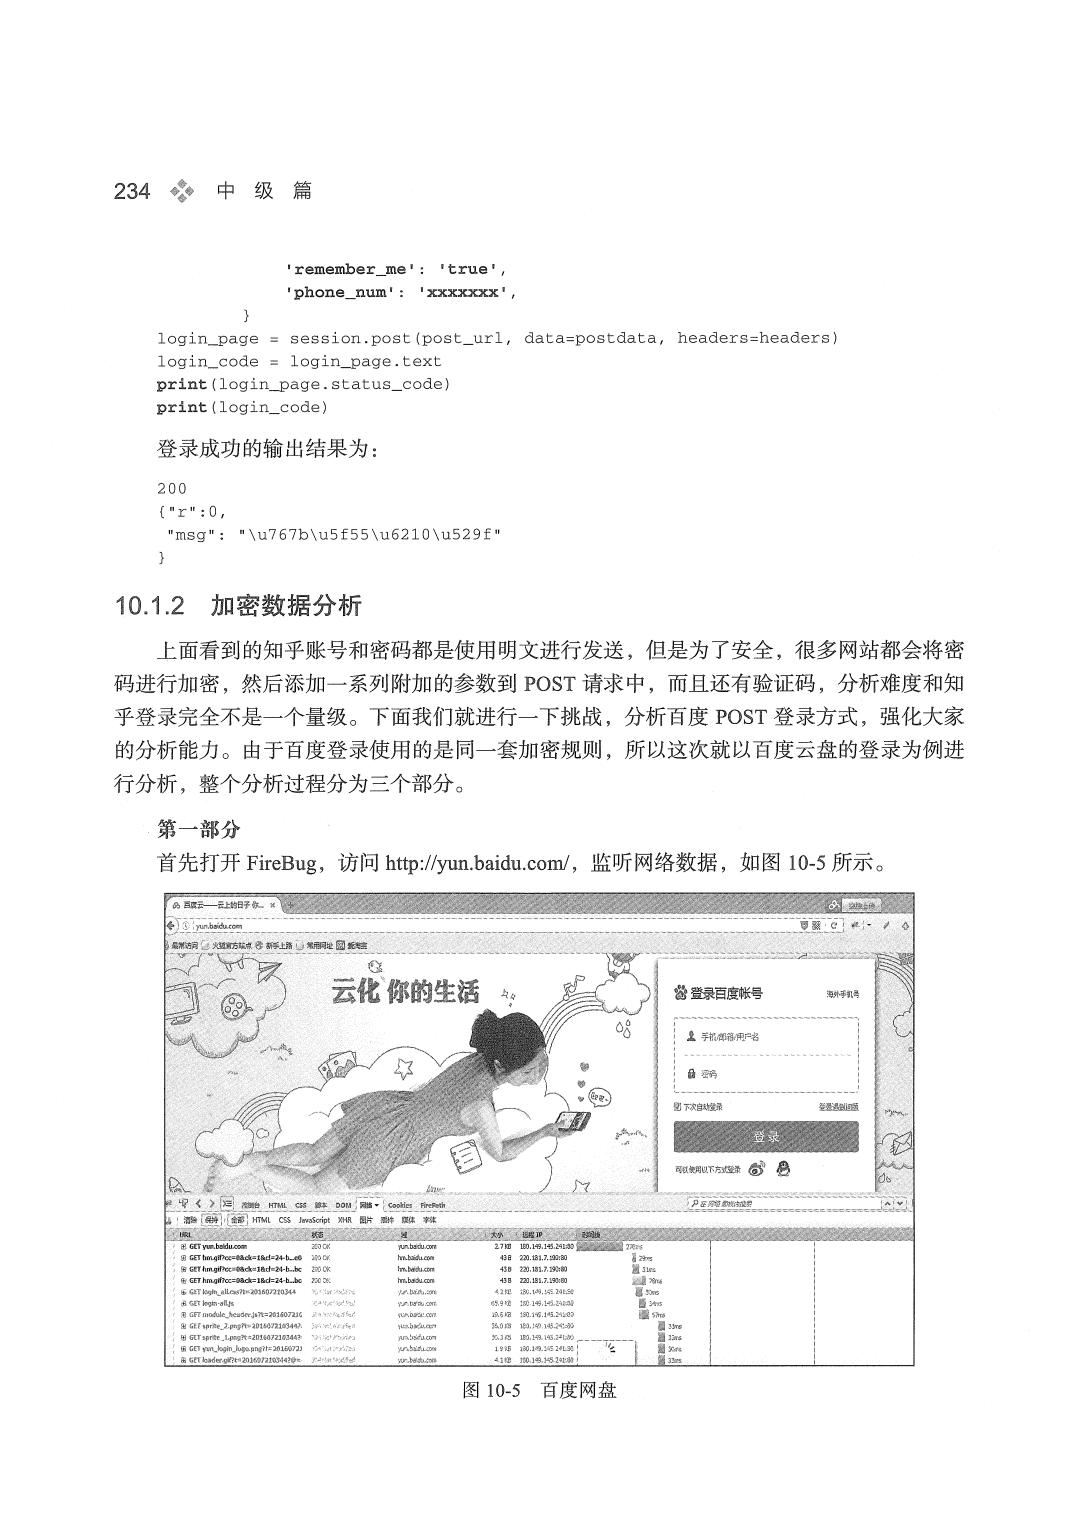 234 中 级 篇
'remember_me': 'true',
'phone_num': 'xxxxxxx',
}
login_page = session.post(post_url, data=postdata, headers=headers)
login_code = login_page.text
print(login_page.status_code)
print(login_code)
登录成功的输出结果为：
200
{"r":0,
"msg": "\u767b\u5f55\u6210\u529f"
}
10.1.2 加密数据分析
上面看到的知乎账号和密码都是使用明文进行发送，但是为了安全，很多网站都会将密
码进行加密，然后添加一系列附加的参数到 POST 请求中，而且还有验证码，分析难度和知
乎登录完全不是一个量级。下面我们就进行一下挑战，分析百度 POST 登录方式，强化大家
的分析能力。由于百度登录使用的是同一套加密规则，所以这次就以百度云盘的登录为例进
行分析，整个分析过程分为三个部分。
第一部分
首先打开 FireBug，访问 http://yun.baidu.com/，监听网络数据，如图 10-5 所示。
百度云——云上的日子 你...
yun.baidu.com
最常访问 火狐官方站点 新手上路 常用网址 爱淘宝
云化 你的生活
登录百度帐号 海外手机号
手机/邮箱/用户名
密码
下次自动登录 登录遇到问题
登录
可以使用以下方式登录
控制台 HTML CSS 脚本 DOM 网络 Cookies FirePath
清除 保持 全部 HTML CSS JavaScript XHR 图片 插件 媒体 字体
URL 状态 域 大小 远程 IP 时间线
GET yun.baidu.com 200 OK yun.baidu.com 2.7 KB 180.149.145.241:80 276ms
GET hm.gif?cc=0&ck=1&cl=24-b...e6 200 OK hm.baidu.com 43 B 220.181.7.190:80 29ms
GET hm.gif?cc=0&ck=1&cl=24-b...bc 200 OK hm.baidu.com 43 B 220.181.7.190:80 31ms
GET hm.gif?cc=0&ck=1&cl=24-b...bc 200 OK hm.baidu.com 43 B 220.181.7.190:80 78ms
GET login_all.css?t=201607210344 yun.baidu.com 4.2 KB 180.149.145.241:80 30ms
GET login-all.js yun.baidu.com 65.9 KB 180.149.145.241:80 34ms
GET module_header.js?t=20160721 yun.baidu.com 19.6 KB 180.149.145.241:80 57ms
GET sprite_2.png?t=201607210344 yun.baidu.com 180.149.145.241:80 33ms
GET sprite_1.png?t=201607210344 yun.baidu.com 180.149.145.241:80 33ms
GET yun_login_logo.png?t=2016072 yun.baidu.com 1.9 KB 180.149.145.241:80 30ms
GET loader.gif?t=201607210344 yun.baidu.com 4.1 KB 180.149.145.241:80 33ms
图 10-5 百度网盘